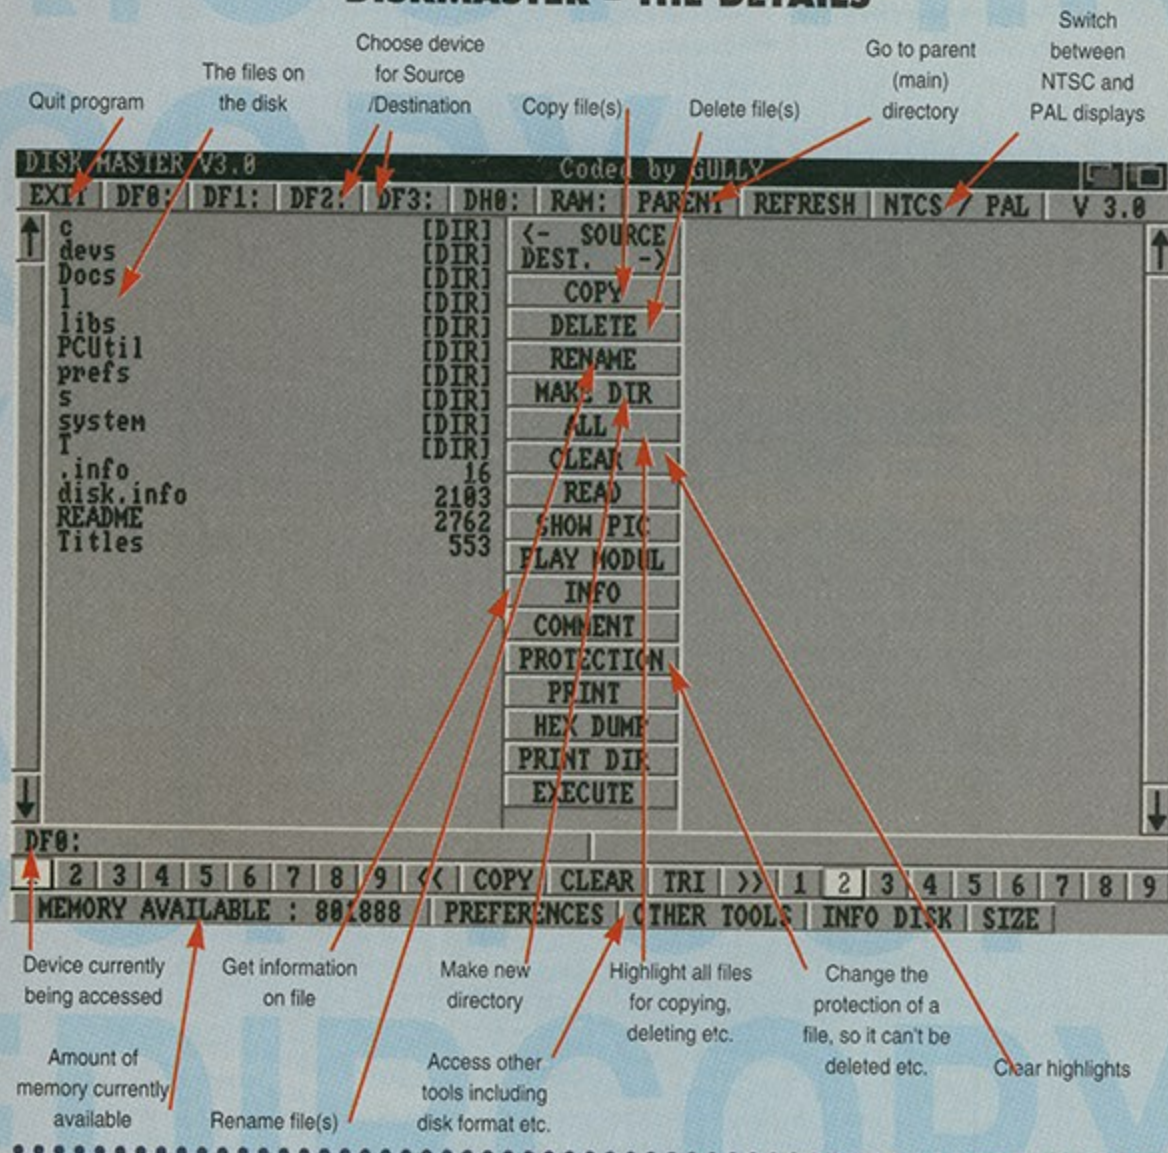 DISKMASTER - THE DETAILS
Switch
between
NTSC and
PAL displays
Choose device
for Source
/Destination
Go to parent
(main)
directory
The files on
the disk
Quit program
Copy file(s)
Delete file(s)
DISK MASTER V3.0 Coded by GULLY
EXIT DF0: DF1: DF2: DF3: DH0: RAM: PARENT REFRESH NTCS / PAL V 3.0
c [DIR]
devs [DIR]
Docs [DIR]
l [DIR]
libs [DIR]
PCUtil [DIR]
prefs [DIR]
s [DIR]
system [DIR]
T [DIR]
.info 16
disk.info 2103
README 2762
Titles 553
<- SOURCE
DEST. ->
COPY
DELETE
RENAME
MAKE DIR
ALL
CLEAR
READ
SHOW PIC
PLAY MODUL
INFO
COMMENT
PROTECTION
PRINT
HEX DUMP
PRINT DIR
EXECUTE
DF0:
2 3 4 5 6 7 8 9 << COPY CLEAR TRI >> 1 2 3 4 5 6 7 8 9
MEMORY AVAILABLE : 801888 PREFERENCES OTHER TOOLS INFO DISK SIZE
Device currently
being accessed
Get information
on file
Make new
directory
Highlight all files
for copying,
deleting etc.
Change the
protection of a
file, so it can't be
deleted etc.
Clear highlights
Amount of
memory currently
available
Rename file(s)
Access other
tools including
disk format etc.